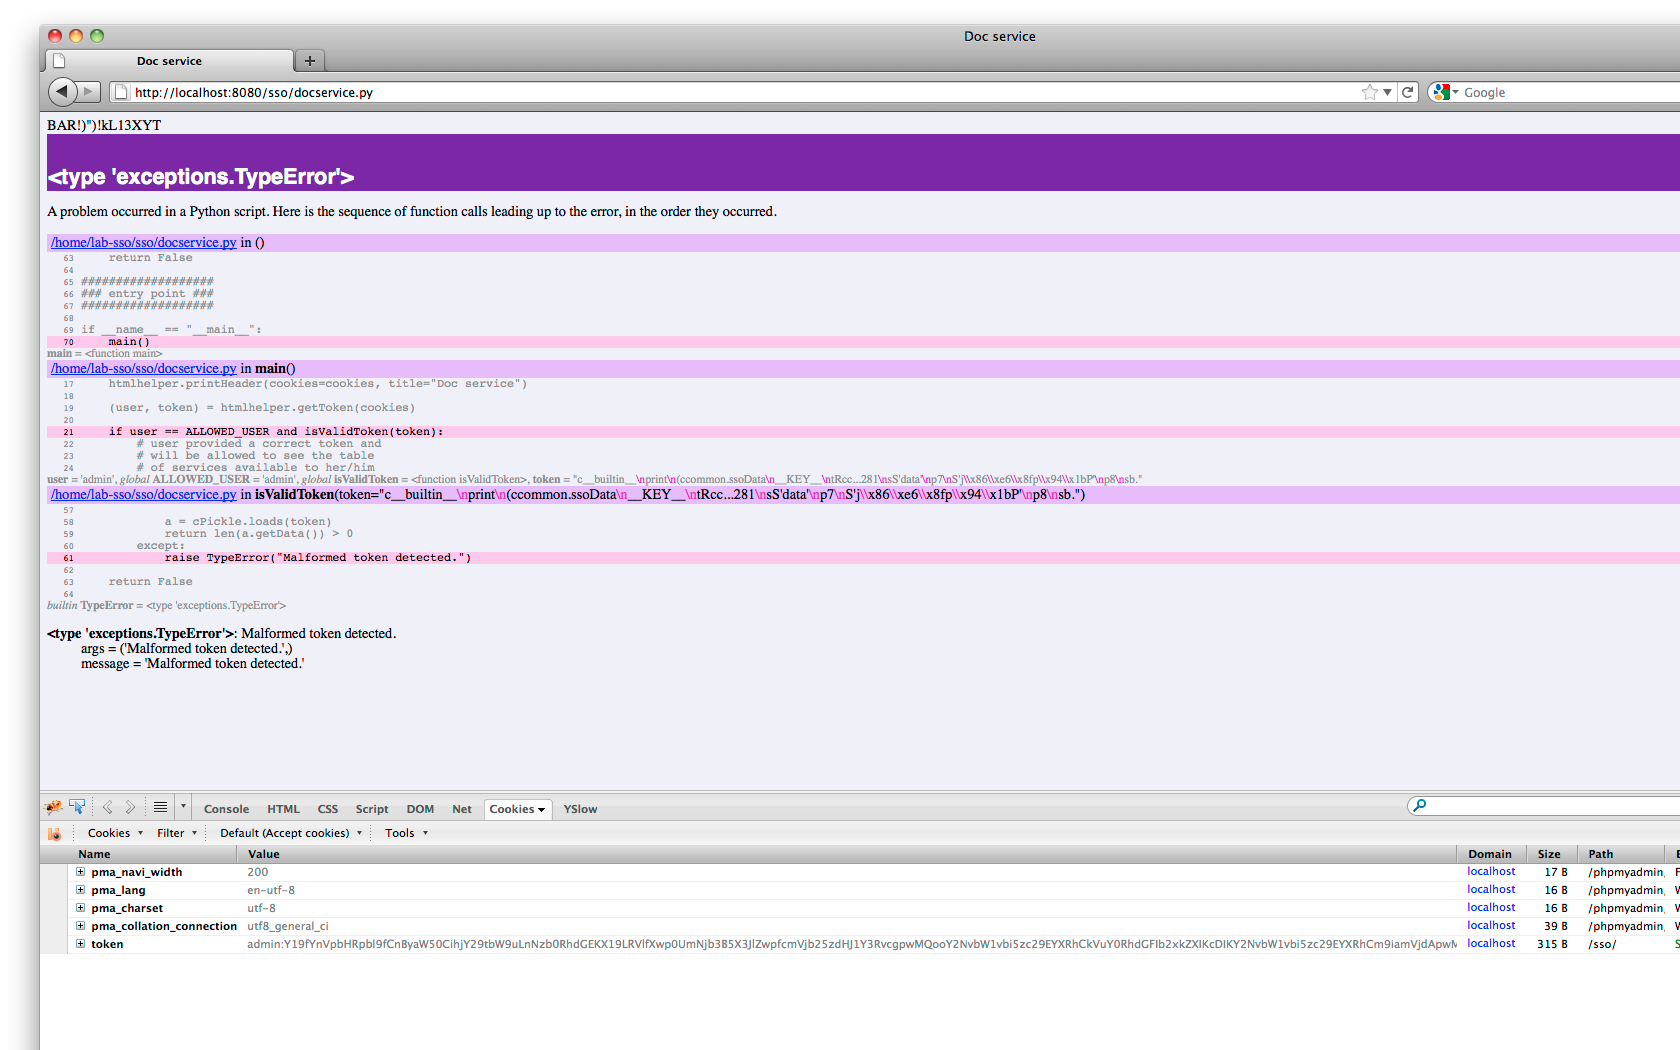 Doc service
Doc service
http://localhost:8080/sso/docservice.py
Google
BAR!)")!kL13XYT
<type 'exceptions.TypeError'>
A problem occurred in a Python script. Here is the sequence of function calls leading up to the error, in the order they occurred.
/home/lab-sso/sso/docservice.py in ()
63 return False
64
65 ###################
66 ### entry point ###
67 ###################
68
69 if __name__ == "__main__":
70 main()
main = <function main>
/home/lab-sso/sso/docservice.py in main()
17 htmlhelper.printHeader(cookies=cookies, title="Doc service")
18
19 (user, token) = htmlhelper.getToken(cookies)
20
21 if user == ALLOWED_USER and isValidToken(token):
22 # user provided a correct token and
23 # will be allowed to see the table
24 # of services available to her/him
user = 'admin', global ALLOWED_USER = 'admin', global isValidToken = <function isValidToken>, token = "c__builtin__\nprint\n(ccommon.ssoData\n__KEY__\ntRcc...281\nsS'data'\np7\nS'j\\x86\\xe6\\x8fp\\x94\\x1bP'\np8\nsb."
/home/lab-sso/sso/docservice.py in isValidToken(token="c__builtin__\nprint\n(ccommon.ssoData\n__KEY__\ntRcc...281\nsS'data'\np7\nS'j\\x86\\xe6\\x8fp\\x94\\x1bP'\np8\nsb.")
57
58 a = cPickle.loads(token)
59 return len(a.getData()) > 0
60 except:
61 raise TypeError("Malformed token detected.")
62
63 return False
64
builtin TypeError = <type 'exceptions.TypeError'>
<type 'exceptions.TypeError'>: Malformed token detected.
args = ('Malformed token detected.',)
message = 'Malformed token detected.'
Console HTML CSS Script DOM Net Cookies YSlow
Cookies Filter Default (Accept cookies) Tools
Name Value Domain Size Path
pma_navi_width 200 localhost 17 B /phpmyadmin
pma_lang en-utf-8 localhost 16 B /phpmyadmin
pma_charset utf-8 localhost 16 B /phpmyadmin
pma_collation_connection utf8_general_ci localhost 39 B /phpmyadmin
token localhost 315 B /sso/